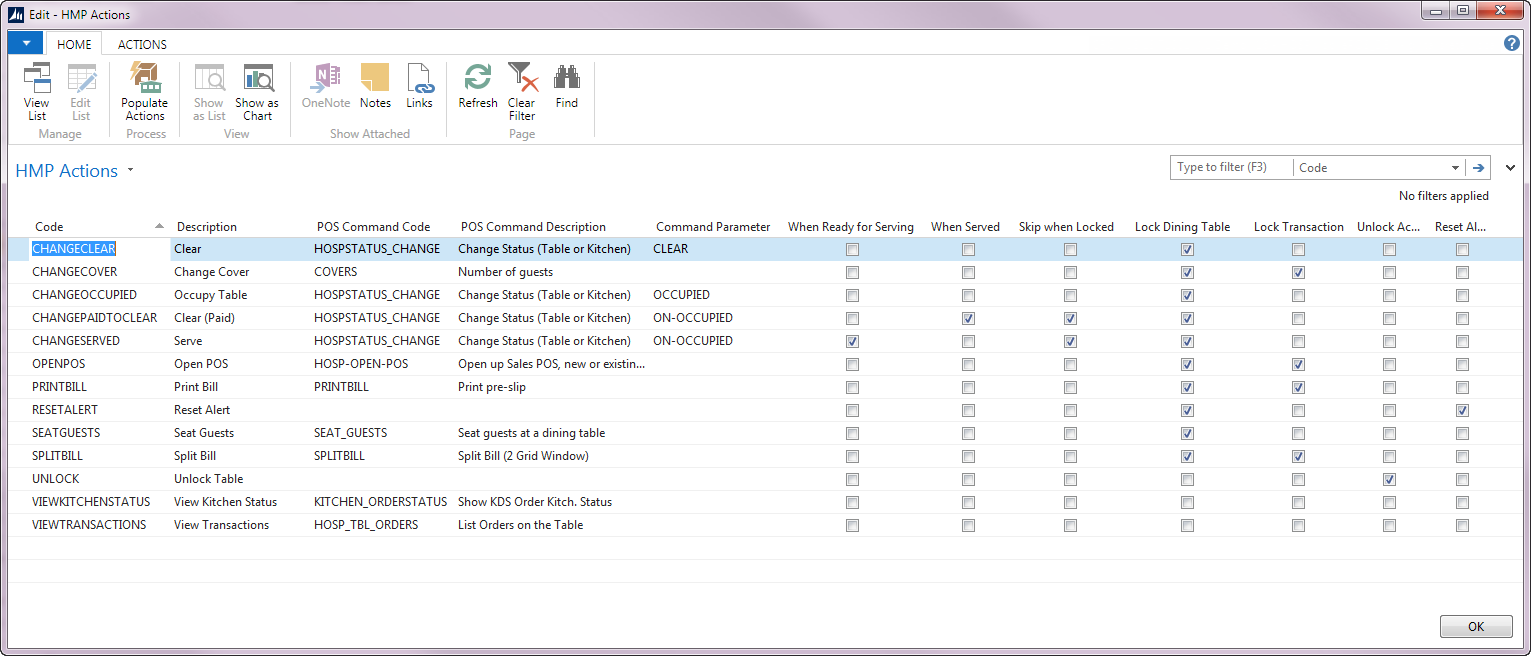 Edit - HMP Actions
HOME ACTIONS
View List Edit List Populate Actions Show as List Show as Chart OneNote Notes Links Refresh Clear Filter Find
Manage Process View Show Attached Page
HMP Actions
Type to filter (F3) Code
No filters applied
Code Description POS Command Code POS Command Description Command Parameter When Ready for Serving When Served Skip when Locked Lock Dining Table Lock Transaction Unlock Ac... Reset Al...
CHANGECLEAR Clear HOSPSTATUS_CHANGE Change Status (Table or Kitchen) CLEAR
CHANGECOVER Change Cover COVERS Number of guests
CHANGEOCCUPIED Occupy Table HOSPSTATUS_CHANGE Change Status (Table or Kitchen) OCCUPIED
CHANGEPAIDTOCLEAR Clear (Paid) HOSPSTATUS_CHANGE Change Status (Table or Kitchen) ON-OCCUPIED
CHANGESERVED Serve HOSPSTATUS_CHANGE Change Status (Table or Kitchen) ON-OCCUPIED
OPENPOS Open POS HOSP-OPEN-POS Open up Sales POS, new or existin...
PRINTBILL Print Bill PRINTBILL Print pre-slip
RESETALERT Reset Alert
SEATGUESTS Seat Guests SEAT_GUESTS Seat guests at a dining table
SPLITBILL Split Bill SPLITBILL Split Bill (2 Grid Window)
UNLOCK Unlock Table
VIEWKITCHENSTATUS View Kitchen Status KITCHEN_ORDERSTATUS Show KDS Order Kitch. Status
VIEWTRANSACTIONS View Transactions HOSP_TBL_ORDERS List Orders on the Table
OK